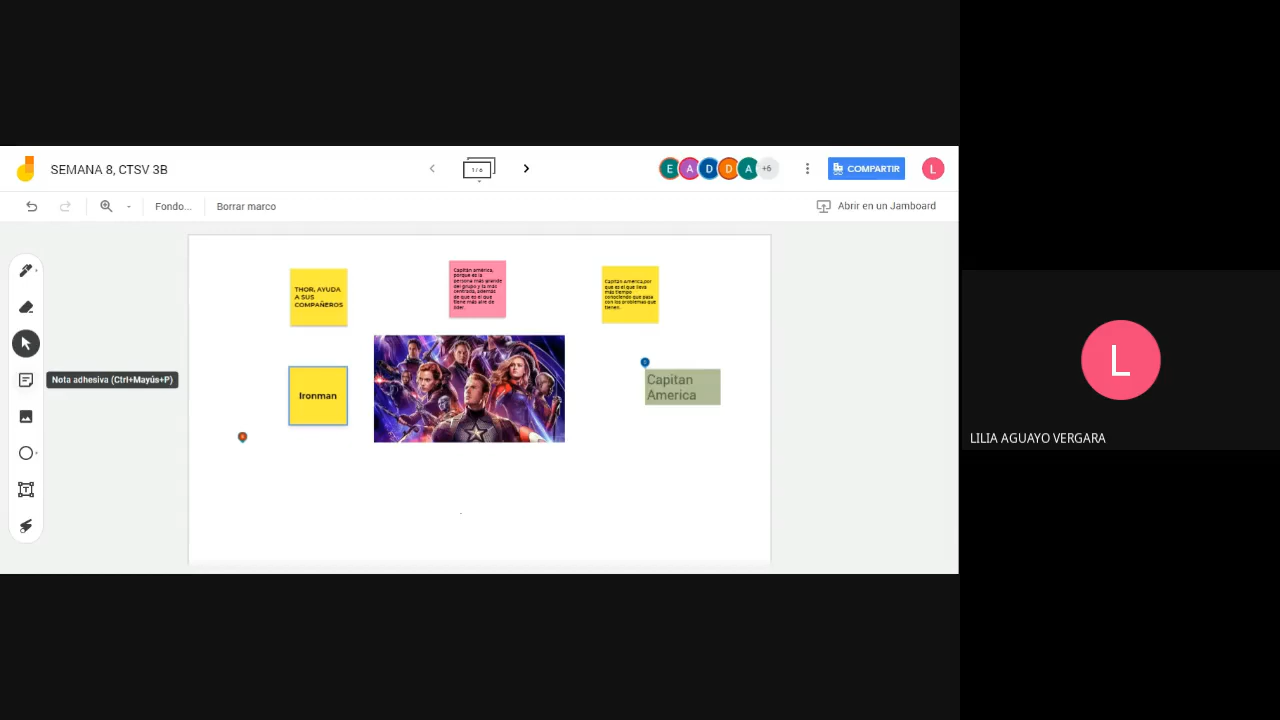 SEMANA 8, CTSV 3B
1 / 6
E A D D A +6
COMPARTIR
L
Fondo...
Borrar marco
Abrir en un Jamboard
THOR, AYUDA
A SUS
COMPAÑEROS
Capitán américa,
porque es la
persona más grande
del grupo y la más
centrada, además
de que es el que
tiene más aire de
líder.
Capitan America,por
que es el que lleva
más tiempo
conociendo que pasa
con los problemas que
tienen.
Nota adhesiva (Ctrl+Mayús+P)
Ironman
Capitan
America
L
LILIA AGUAYO VERGARA